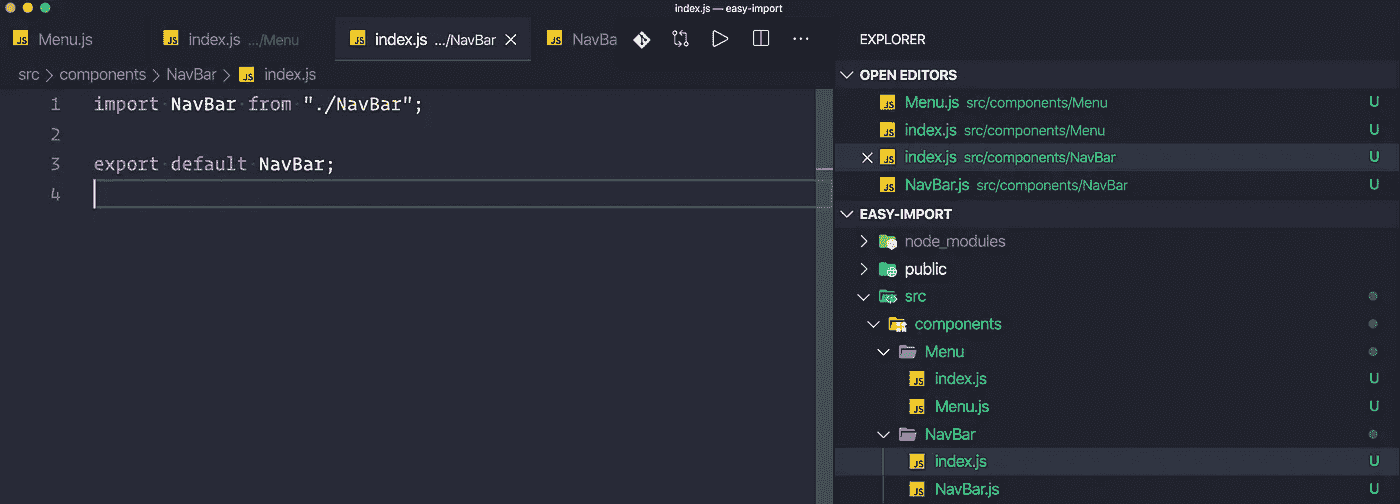 index.js — easy-import
JS Menu.js JS index.js .../Menu JS index.js .../NavBar JS NavBa
src components NavBar JS index.js
1 import NavBar from "./NavBar";
2
3 export default NavBar;
4
EXPLORER
OPEN EDITORS
JS Menu.js src/components/Menu U
JS index.js src/components/Menu U
JS index.js src/components/NavBar U
JS NavBar.js src/components/NavBar U
EASY-IMPORT
node_modules
public
src
components
Menu
JS index.js U
JS Menu.js U
NavBar
JS index.js U
JS NavBar.js U